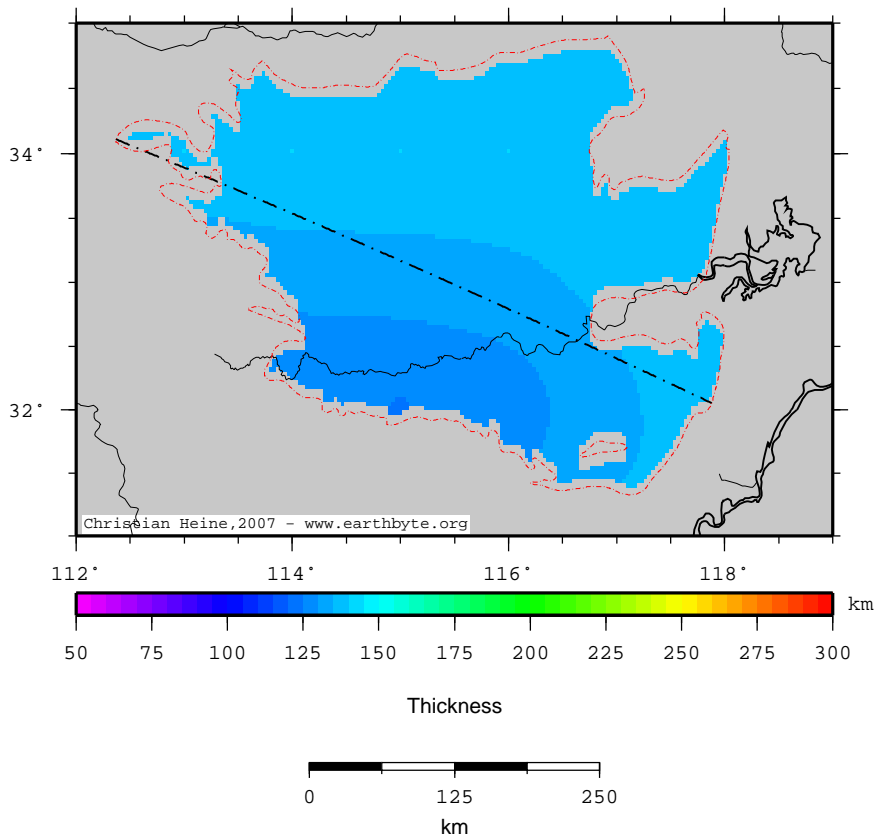 34°
32°
Chrissian Heine,2007 - www.earthbyte.org
112° 114° 116° 118°
km
50 75 100 125 150 175 200 225 250 275 300
Thickness
0 125 250
km